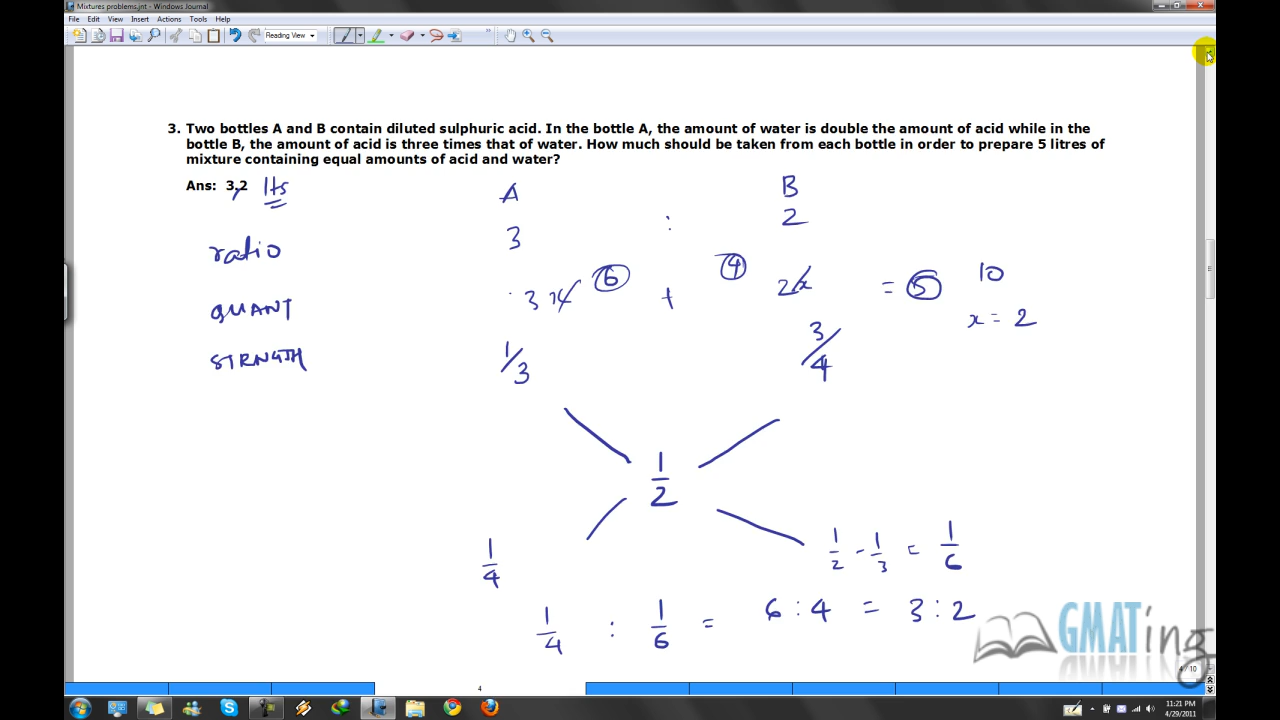 Mixtures problems.jnt - Windows Journal
File Edit View Insert Actions Tools Help
Reading View
3. Two bottles A and B contain diluted sulphuric acid. In the bottle A, the amount of water is double the amount of acid while in the
bottle B, the amount of acid is three times that of water. How much should be taken from each bottle in order to prepare 5 litres of
mixture containing equal amounts of acid and water?
Ans: 3,2 lts
A B
ratio 3 : 2
QUANT 3x 6 + 4 2x = 5 10
x = 2
STRNGTH 1/3 3/4
1/2
1/4 1/2 - 1/3 = 1/6
1/4 : 1/6 = 6 : 4 = 3 : 2
GMATing
4 / 10
4
11:21 PM
4/29/2011